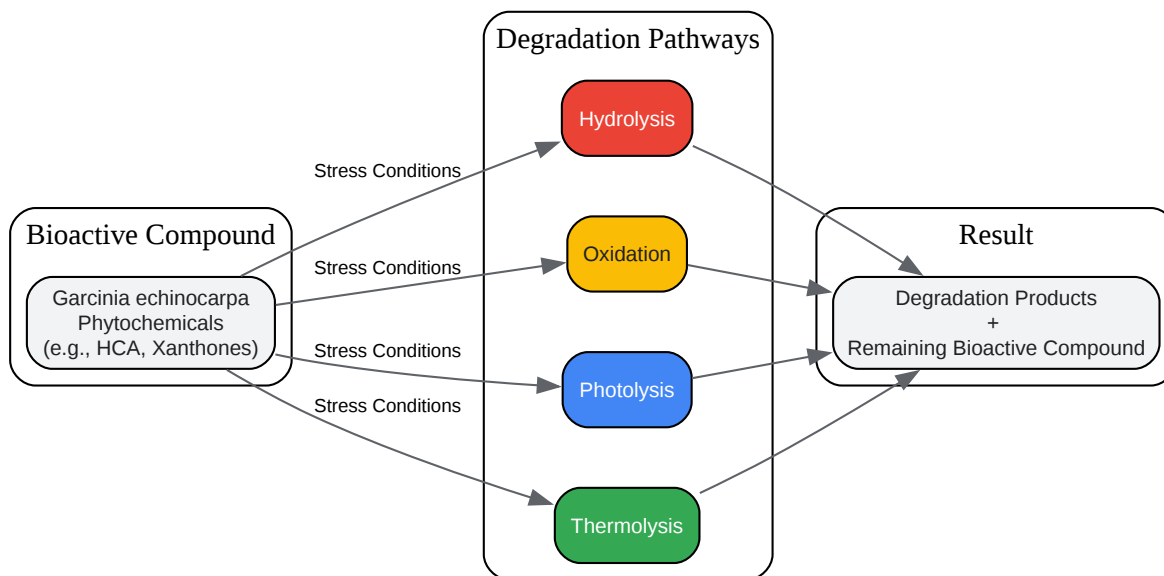 Degradation Pathways
Hydrolysis
Stress Conditions
Bioactive Compound
Result
Stress Conditions
Oxidation
Garcinia echinocarpa
Phytochemicals
(e.g., HCA, Xanthones)
Degradation Products
+
Remaining Bioactive Compound
Stress Conditions
Photolysis
Stress Conditions
Thermolysis